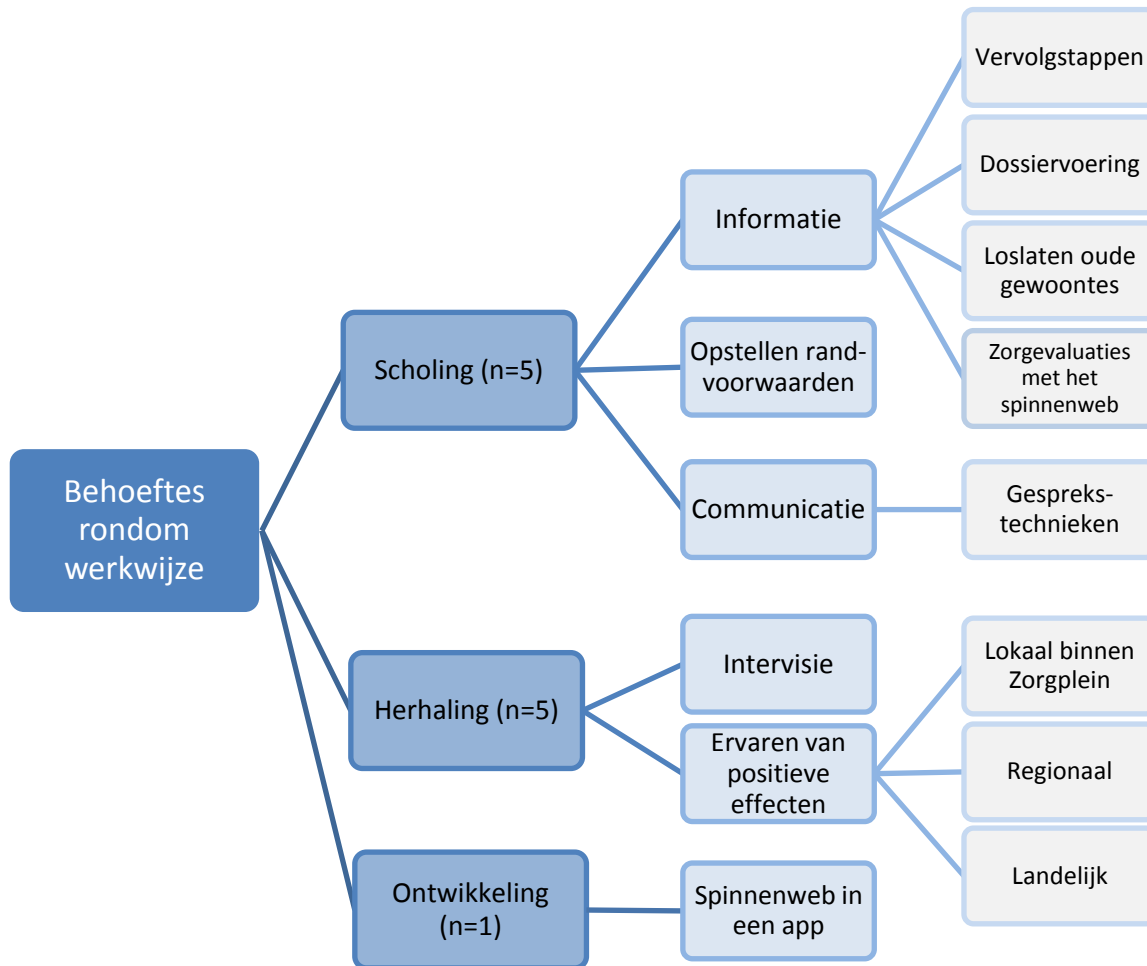 Behoeftes
rondom
werkwijze
Scholing (n=5)
Informatie
Vervolgstappen
Dossiervoering
Loslaten oude
gewoontes
Zorgevaluaties
met het
spinnenweb
Opstellen rand-
voorwaarden
Communicatie
Gespreks-
technieken
Herhaling (n=5)
Intervisie
Ervaren van
positieve
effecten
Lokaal binnen
Zorgplein
Regionaal
Landelijk
Ontwikkeling
(n=1)
Spinnenweb in
een app